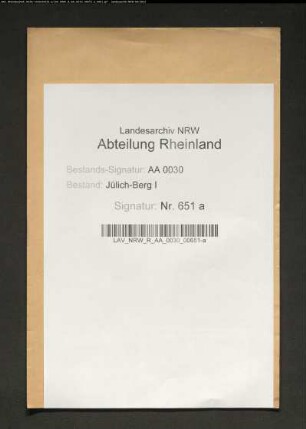 Landesarchiv NRW
Abteilung Rheinland
Bestands-Signatur: AA 0030
Bestand: Jülich-Berg I
Signatur: Nr. 651 a
LAV_NRW_R_AA_0030_00651-a